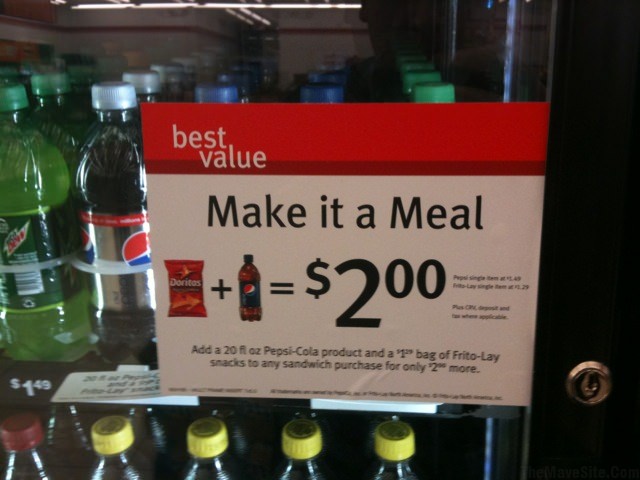 best
value
Make it a Meal
Doritos + = $2.00
Pepsi single item at $1.49
Frito-Lay single item at $1.29
Plus CRV, deposit and
tax where applicable.
Add a 20 fl oz Pepsi-Cola product and a $1.29 bag of Frito-Lay
snacks to any sandwich purchase for only $2.00 more.
$1.49
TheMaveSite.Com